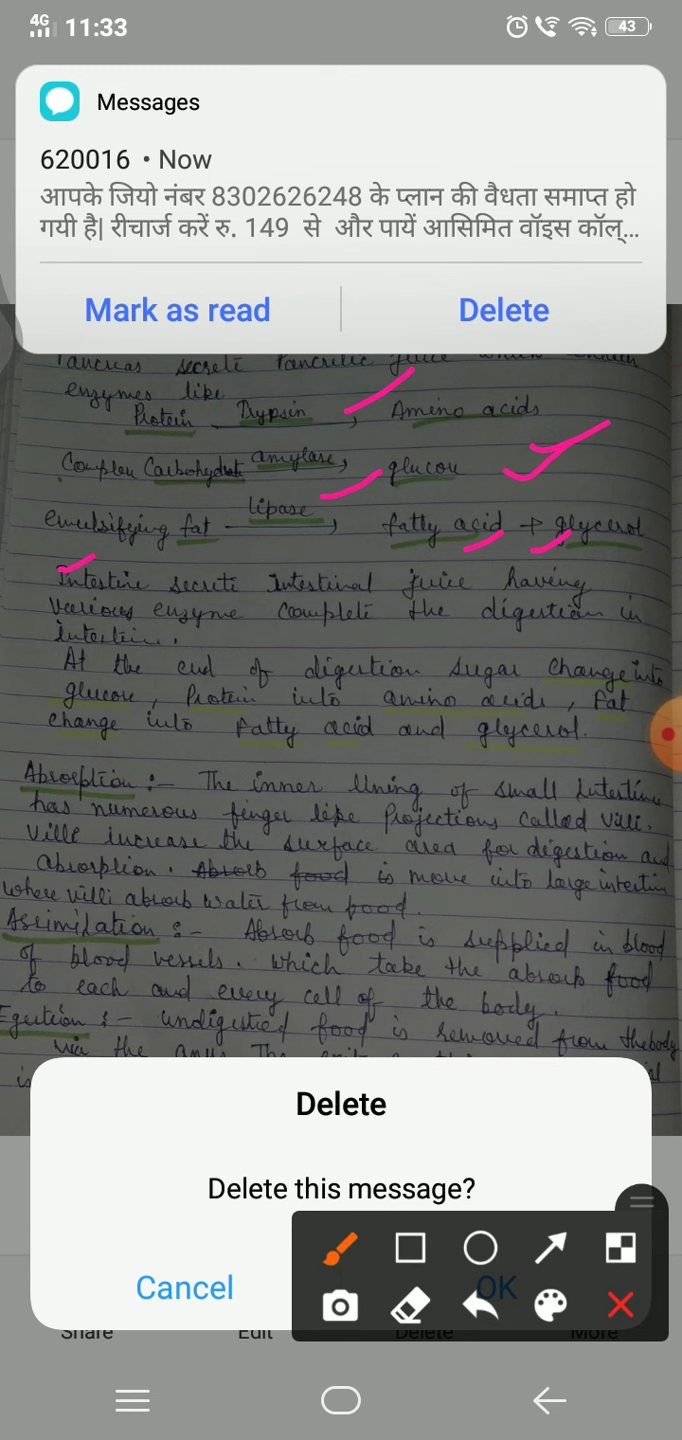 4G 11:33 43
Messages
620016 • Now
आपके जियो नंबर 8302626248 के प्लान की वैधता समाप्त हो
गयी है| रीचार्ज करें रु. 149 से और पायें आसिमित वॉइस कॉल्...
Mark as read Delete
Pancreas secrete Pancretic juice which
enzymes like
Protein Trypsin Amino acids
Complex Carbohydrate amylase, glucose
emulsifying fat lipase fatty acid + glycerol
Intestine secrete Intestinal juice having
various enzyme complete the digestion in
Intestine.
At the end of digestion sugar change into
glucose, Protein into amino acids, fat
change into fatty acid and glycerol.
Absorption :- The inner lining of small Intestine
has numerous finger like Projections called Villi.
Villi increase the surface area for digestion and
absorption. Absorb food is move into large intestin
where villi absorb water from food.
Assimilation :- Absorb food is supplied in blood
of blood vessels. which take the absorb food
to each and every cell of the body.
Egestion :- undigestied food is removed from the body
via the anus. The
is
Delete
Delete this message?
Cancel OK
Share Edit Delete More